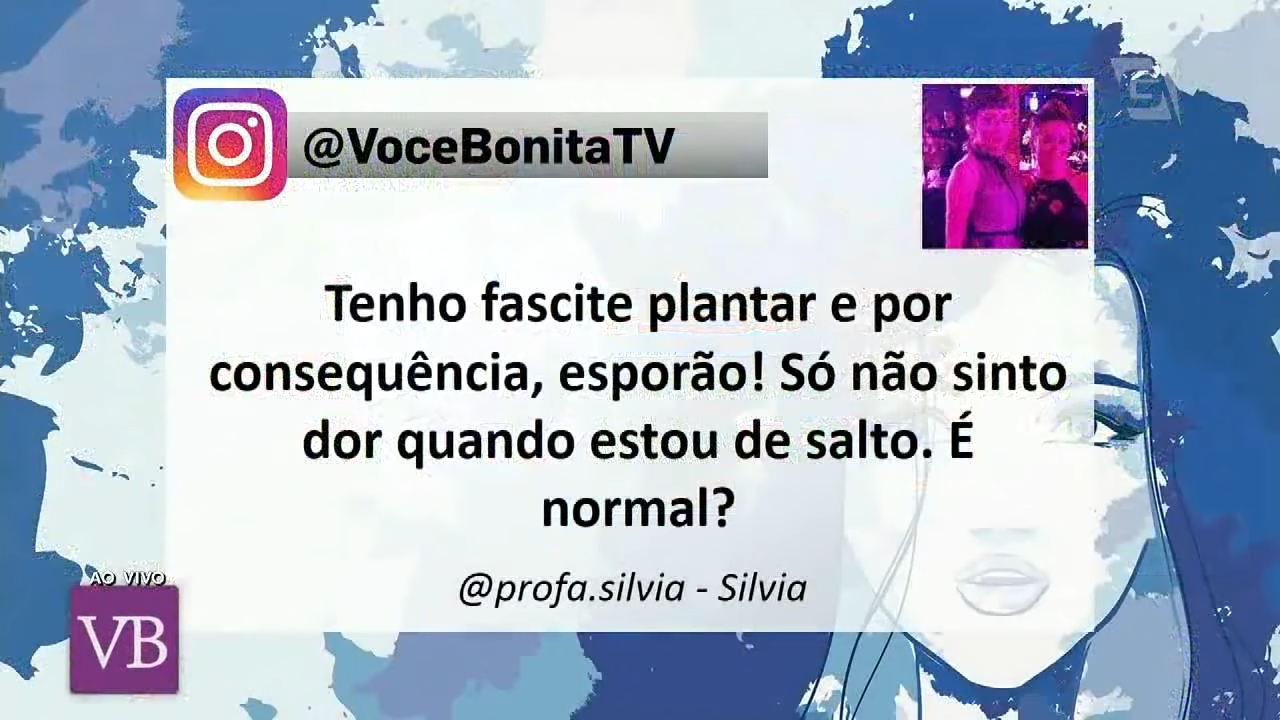 @VoceBonitaTV
Tenho fascite plantar e por
consequência, esporão! Só não sinto
dor quando estou de salto. É
normal?
@profa.silvia - Silvia
AO VIVO
VB